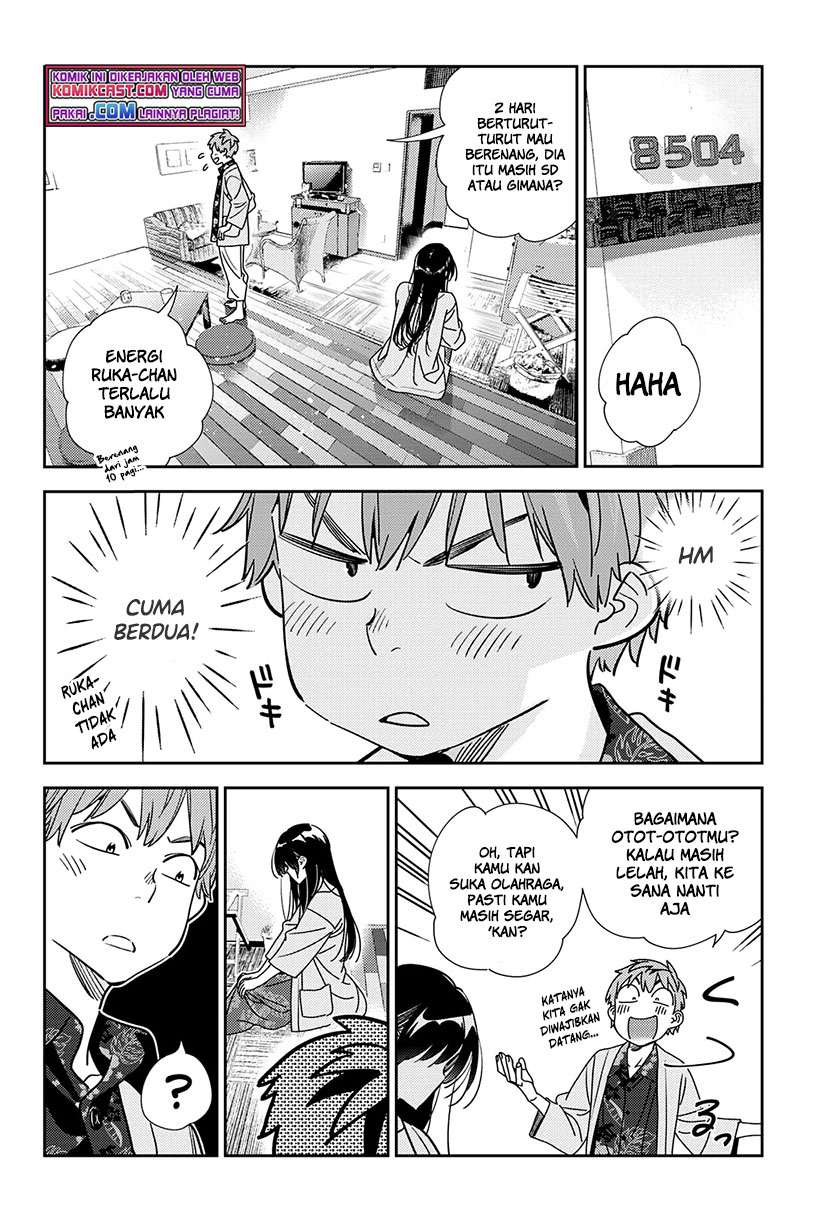 KOMIK INI DIKERJAKAN OLEH WEB
KOMIKCAST.COM YANG CUMA
PAKAI .COM LAINNYA PLAGIAT!
8504
HAHA
2 HARI
BERTURUT-
TURUT MAU
BERENANG, DIA
ITU MASIH SD
ATAU GIMANA?
ENERGI
RUKA-CHAN
TERLALU
BANYAK
Berenang
dari jam
10 pagi...
HM
CUMA
BERDUA!
RUKA-
CHAN
TIDAK
ADA
ドキ
ドキ
BAGAIMANA
OTOT-OTOTMU?
KALAU MASIH
LELAH, KITA KE
SANA NANTI
AJA
OH, TAPI
KAMU KAN
SUKA OLAHRAGA,
PASTI KAMU
MASIH SEGAR,
'KAN?
KATANYA
KITA GAK
DIWAJIBKAN
DATANG...
くるっ
?